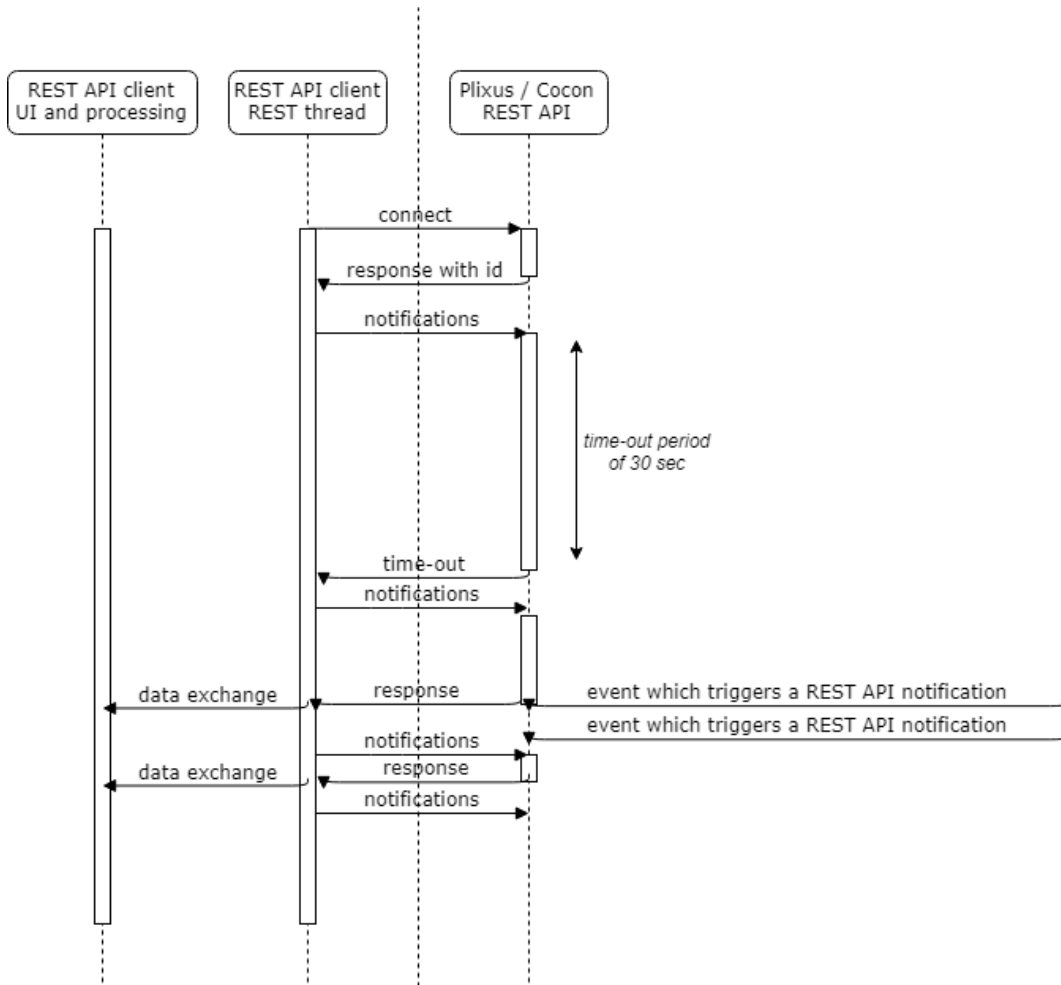 REST API client
UI and processing
REST API client
REST thread
Plixus / Cocon
REST API
connect
response with id
notifications
time-out period
of 30 sec
time-out
notifications
data exchange
response
event which triggers a REST API notification
event which triggers a REST API notification
notifications
data exchange
response
notifications